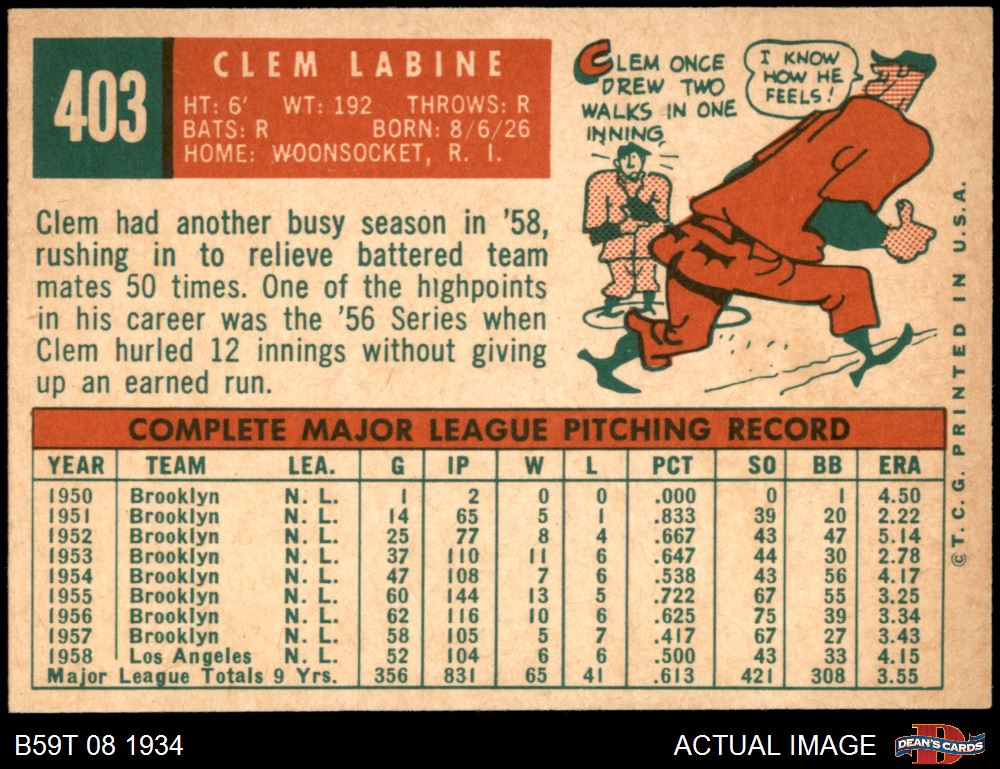 403
CLEM LABINE
HT: 6' WT: 192 THROWS: R
BATS: R BORN: 8/6/26
HOME: WOONSOCKET, R. I.
Clem had another busy season in '58,
rushing in to relieve battered team
mates 50 times. One of the highpoints
in his career was the '56 Series when
Clem hurled 12 innings without giving
up an earned run.
CLEM ONCE
DREW TWO
WALKS IN ONE
INNING
I KNOW
HOW HE
FEELS!
COMPLETE MAJOR LEAGUE PITCHING RECORD
YEAR TEAM LEA. G IP W L PCT SO BB ERA
1950 Brooklyn N. L. 1 2 0 0 .000 0 1 4.50
1951 Brooklyn N. L. 14 65 5 1 .833 39 20 2.22
1952 Brooklyn N. L. 25 77 8 4 .667 43 47 5.14
1953 Brooklyn N. L. 37 110 11 6 .647 44 30 2.78
1954 Brooklyn N. L. 47 108 7 6 .538 43 56 4.17
1955 Brooklyn N. L. 60 144 13 5 .722 67 55 3.25
1956 Brooklyn N. L. 62 116 10 6 .625 75 39 3.34
1957 Brooklyn N. L. 58 105 5 7 .417 67 27 3.43
1958 Los Angeles N. L. 52 104 6 6 .500 43 33 4.15
Major League Totals 9 Yrs. 356 831 65 41 .613 421 308 3.55
© T. C. G. PRINTED IN U.S.A.
B59T 08 1934
ACTUAL IMAGE
D
DEAN'S CARDS